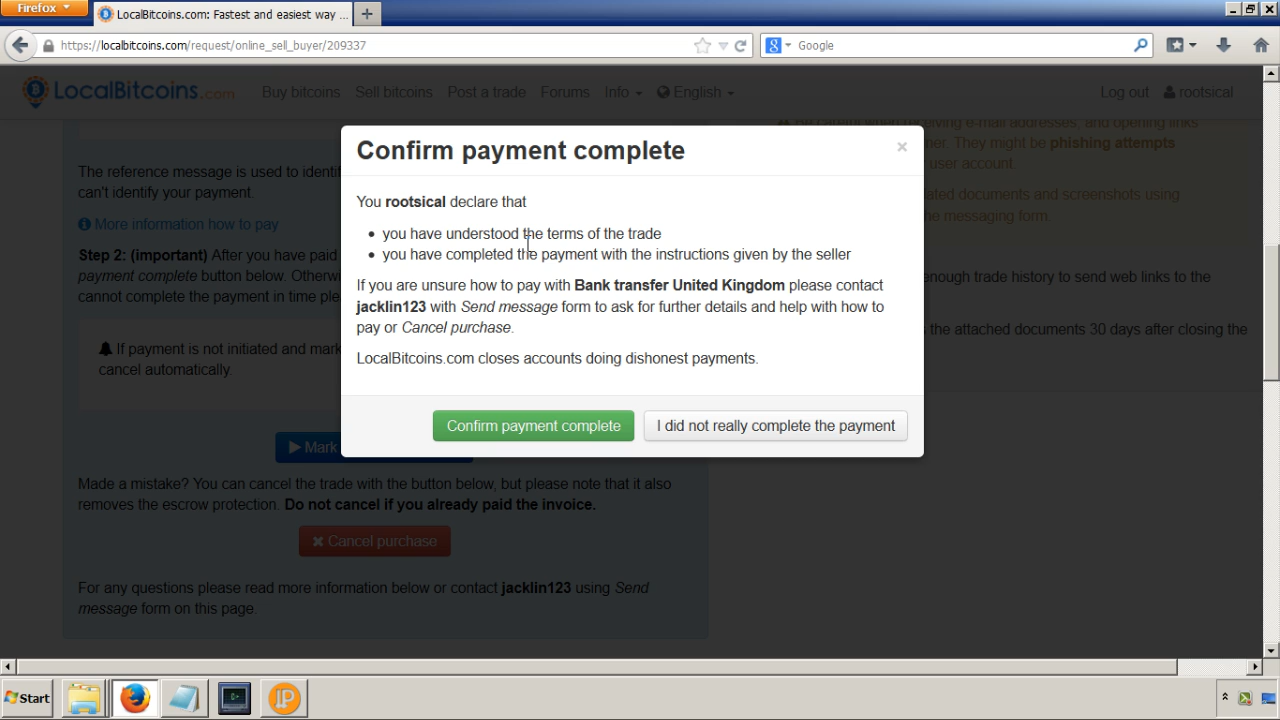 Firefox
LocalBitcoins.com: Fastest and easiest way ...
https://localbitcoins.com/request/online_sell_buyer/209337
Google
LocalBitcoins.com Buy bitcoins Sell bitcoins Post a trade Forums Info English Log out rootsical
Confirm payment complete
×
You rootsical declare that
• you have understood the terms of the trade
• you have completed the payment with the instructions given by the seller
If you are unsure how to pay with Bank transfer United Kingdom please contact
jacklin123 with Send message form to ask for further details and help with how to
pay or Cancel purchase.
LocalBitcoins.com closes accounts doing dishonest payments.
Confirm payment complete
I did not really complete the payment
The reference message is used to identif
can't identify your payment.
More information how to pay
Step 2: (important) After you have paid
payment complete button below. Otherwi
cannot complete the payment in time ple
If payment is not initiated and mark
cancel automatically.
Mark
Made a mistake? You can cancel the trade with the button below, but please note that it also
removes the escrow protection. Do not cancel if you already paid the invoice.
Cancel purchase
For any questions please read more information below or contact jacklin123 using Send
message form on this page.
Be careful when receiving e-mail addresses, and opening links
ner. They might be phishing attempts
user account.
ated documents and screenshots using
he messaging form.
enough trade history to send web links to the
s the attached documents 30 days after closing the
Start